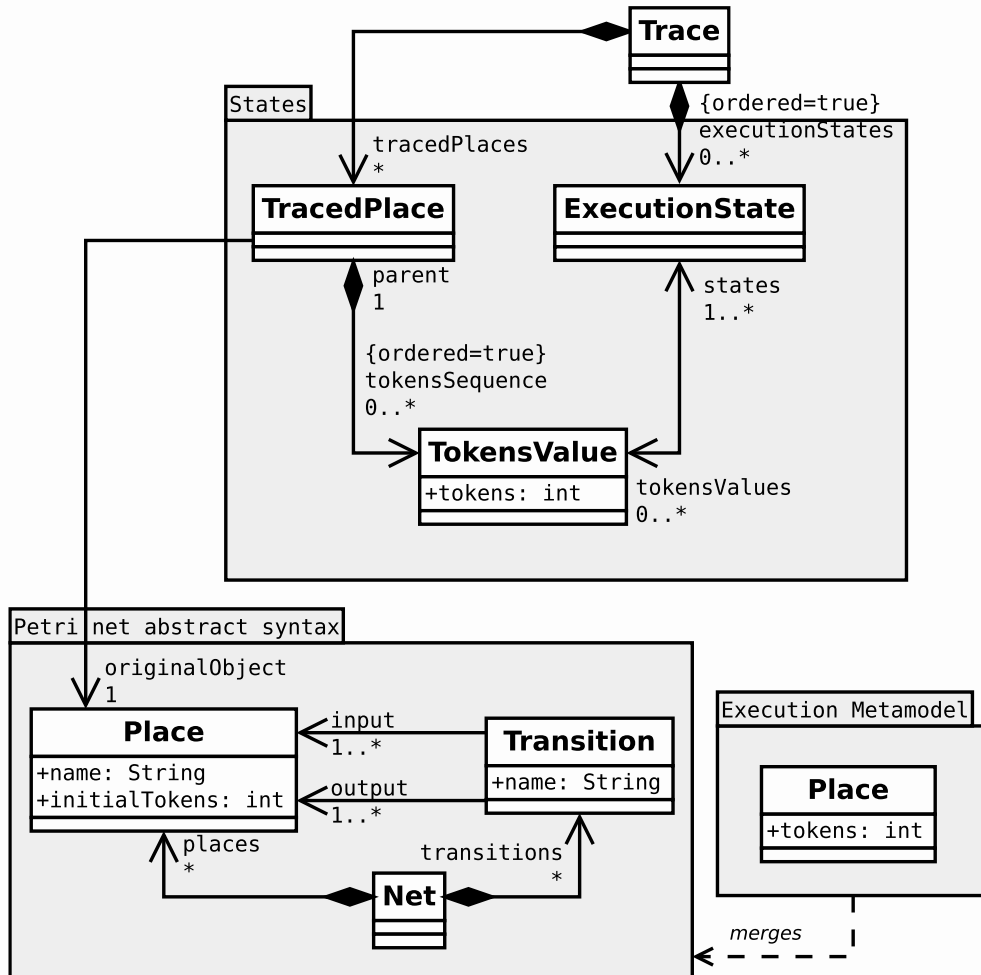 Trace
States
{ordered=true}
executionStates
0..*
tracedPlaces
*
TracedPlace
ExecutionState
parent
1
states
1..*
{ordered=true}
tokensSequence
0..*
TokensValue
+tokens: int
tokensValues
0..*
Petri net abstract syntax
originalObject
1
Place
+name: String
+initialTokens: int
input
1..*
output
1..*
Transition
+name: String
places
*
transitions
*
Net
Execution Metamodel
Place
+tokens: int
merges